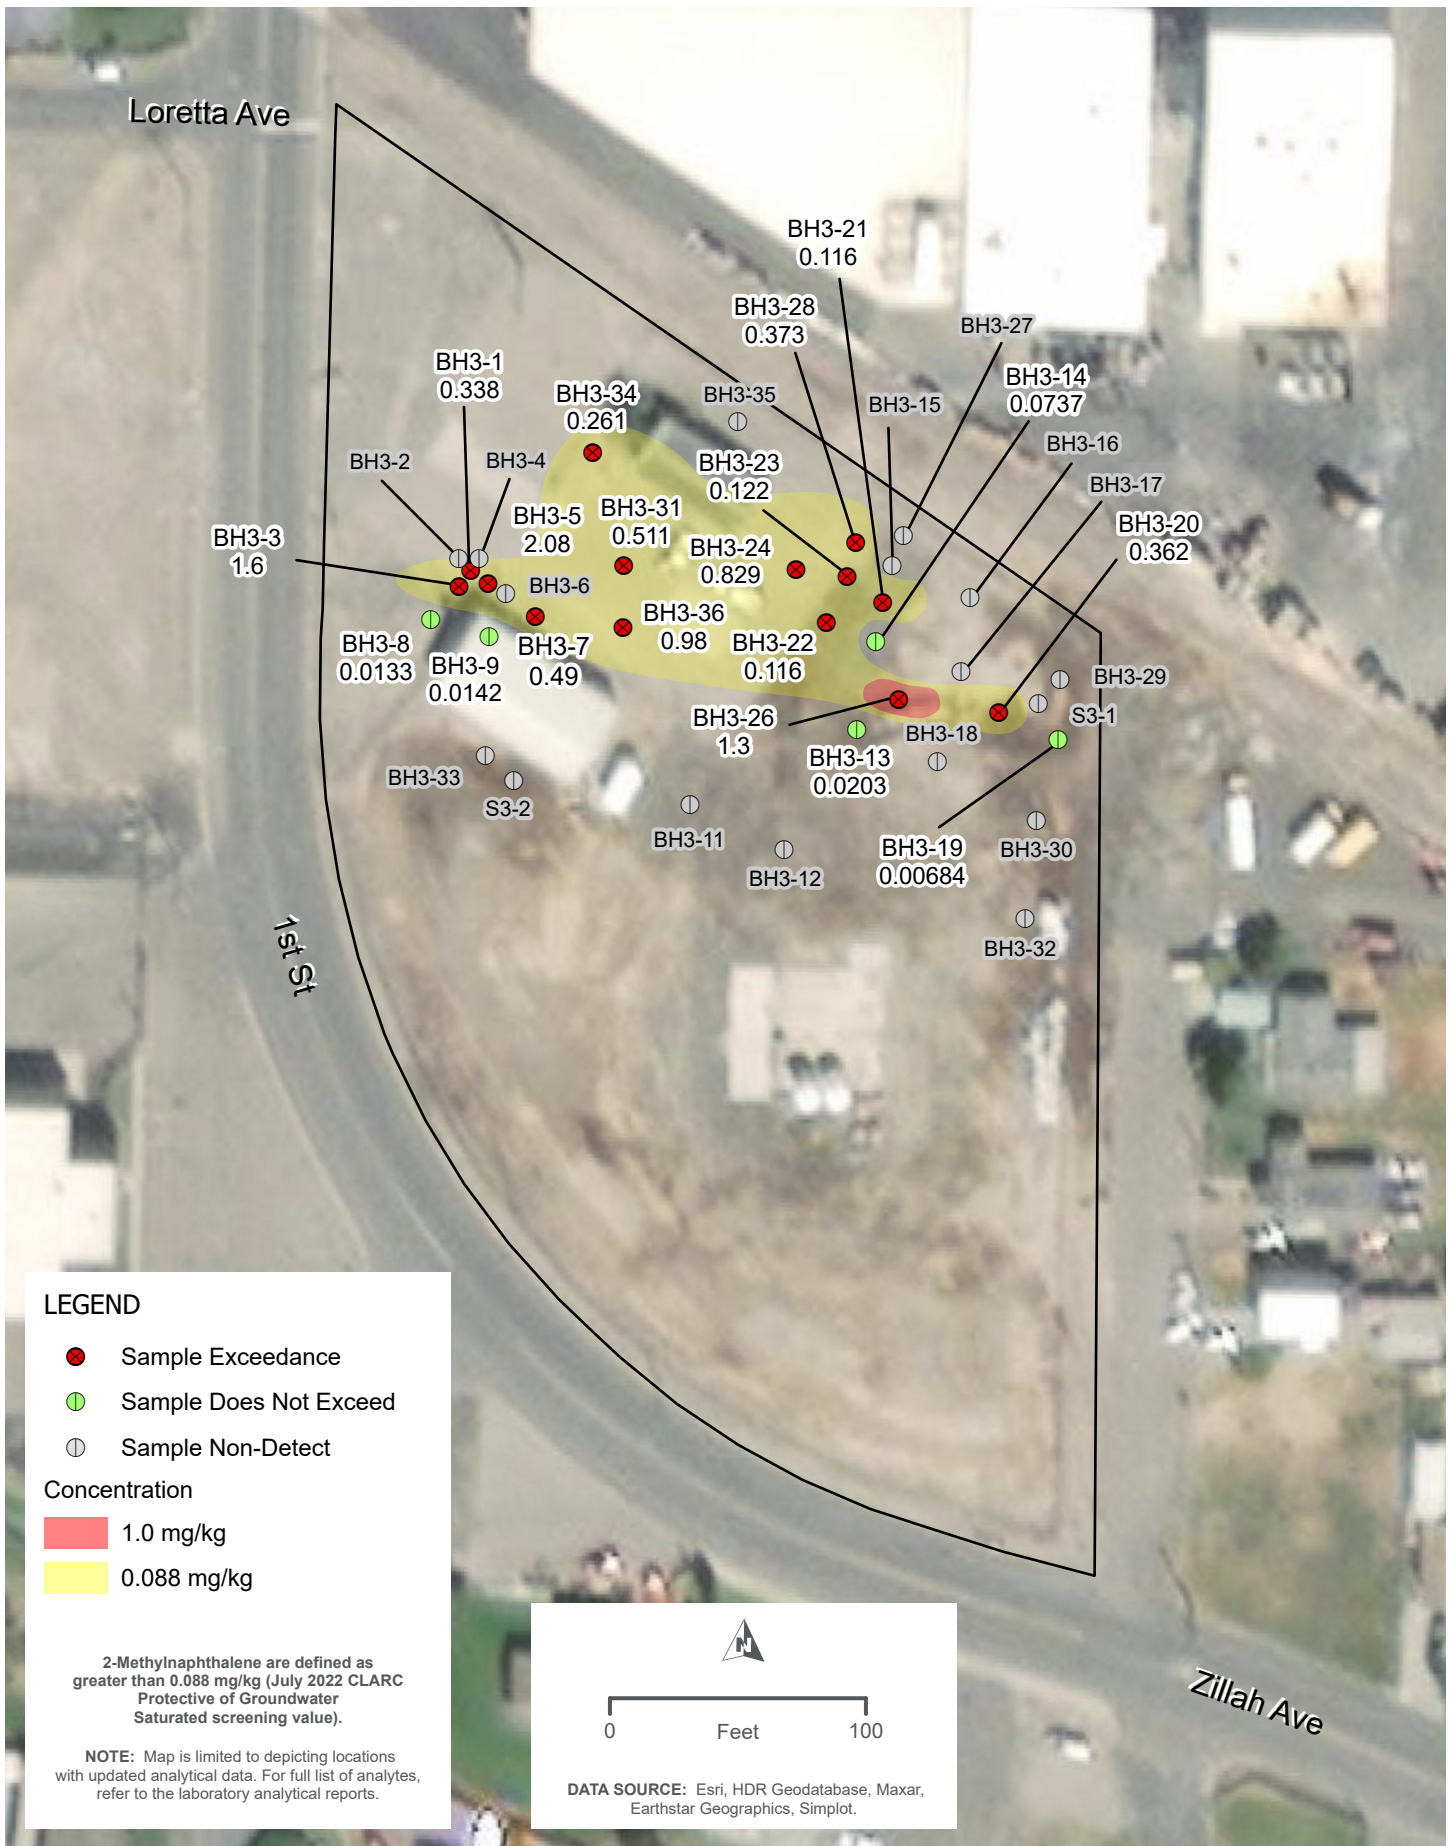 Loretta Ave
BH3-21
0.116
BH3-28
0.373
BH3-27
BH3-1
0.338
BH3-34
0.261
BH3-35
BH3-14
0.0737
BH3-15
BH3-16
BH3-2
BH3-4
BH3-23
0.122
BH3-17
BH3-5
2.08
BH3-31
0.511
BH3-20
0.362
BH3-3
1.6
BH3-24
0.829
BH3-6
BH3-36
0.98
BH3-8
0.0133
BH3-9
0.0142
BH3-7
0.49
BH3-22
0.116
BH3-29
S3-1
BH3-26
1.3
BH3-18
BH3-13
0.0203
BH3-33
S3-2
BH3-11
BH3-12
BH3-19
0.00684
BH3-30
BH3-32
1st St
LEGEND
Sample Exceedance
Sample Does Not Exceed
Sample Non-Detect
Concentration
1.0 mg/kg
0.088 mg/kg
2-Methylnaphthalene are defined as
greater than 0.088 mg/kg (July 2022 CLARC
Protective of Groundwater
Saturated screening value).
NOTE: Map is limited to depicting locations
with updated analytical data. For full list of analytes,
refer to the laboratory analytical reports.
N
0 Feet 100
DATA SOURCE: Esri, HDR Geodatabase, Maxar,
Earthstar Geographics, Simplot.
Zillah Ave